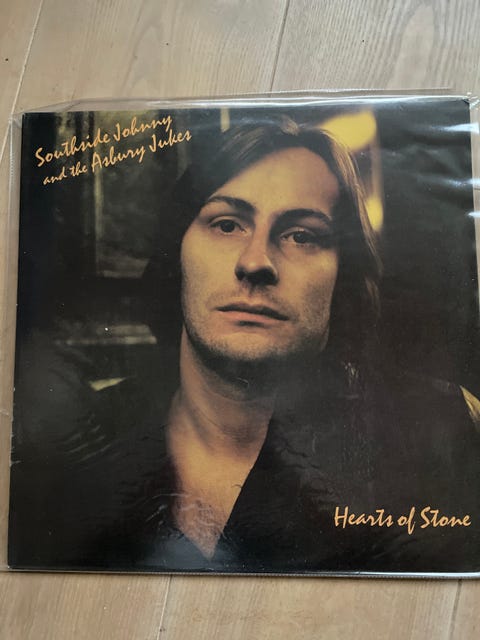 Southside Johnny
and the Asbury Jukes
Hearts of Stone